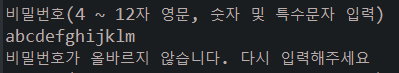 비밀번호(4 ~ 12자 영문, 숫자 및 특수문자 입력)
abcdefghijklm
비밀번호가 올바르지 않습니다. 다시 입력해주세요